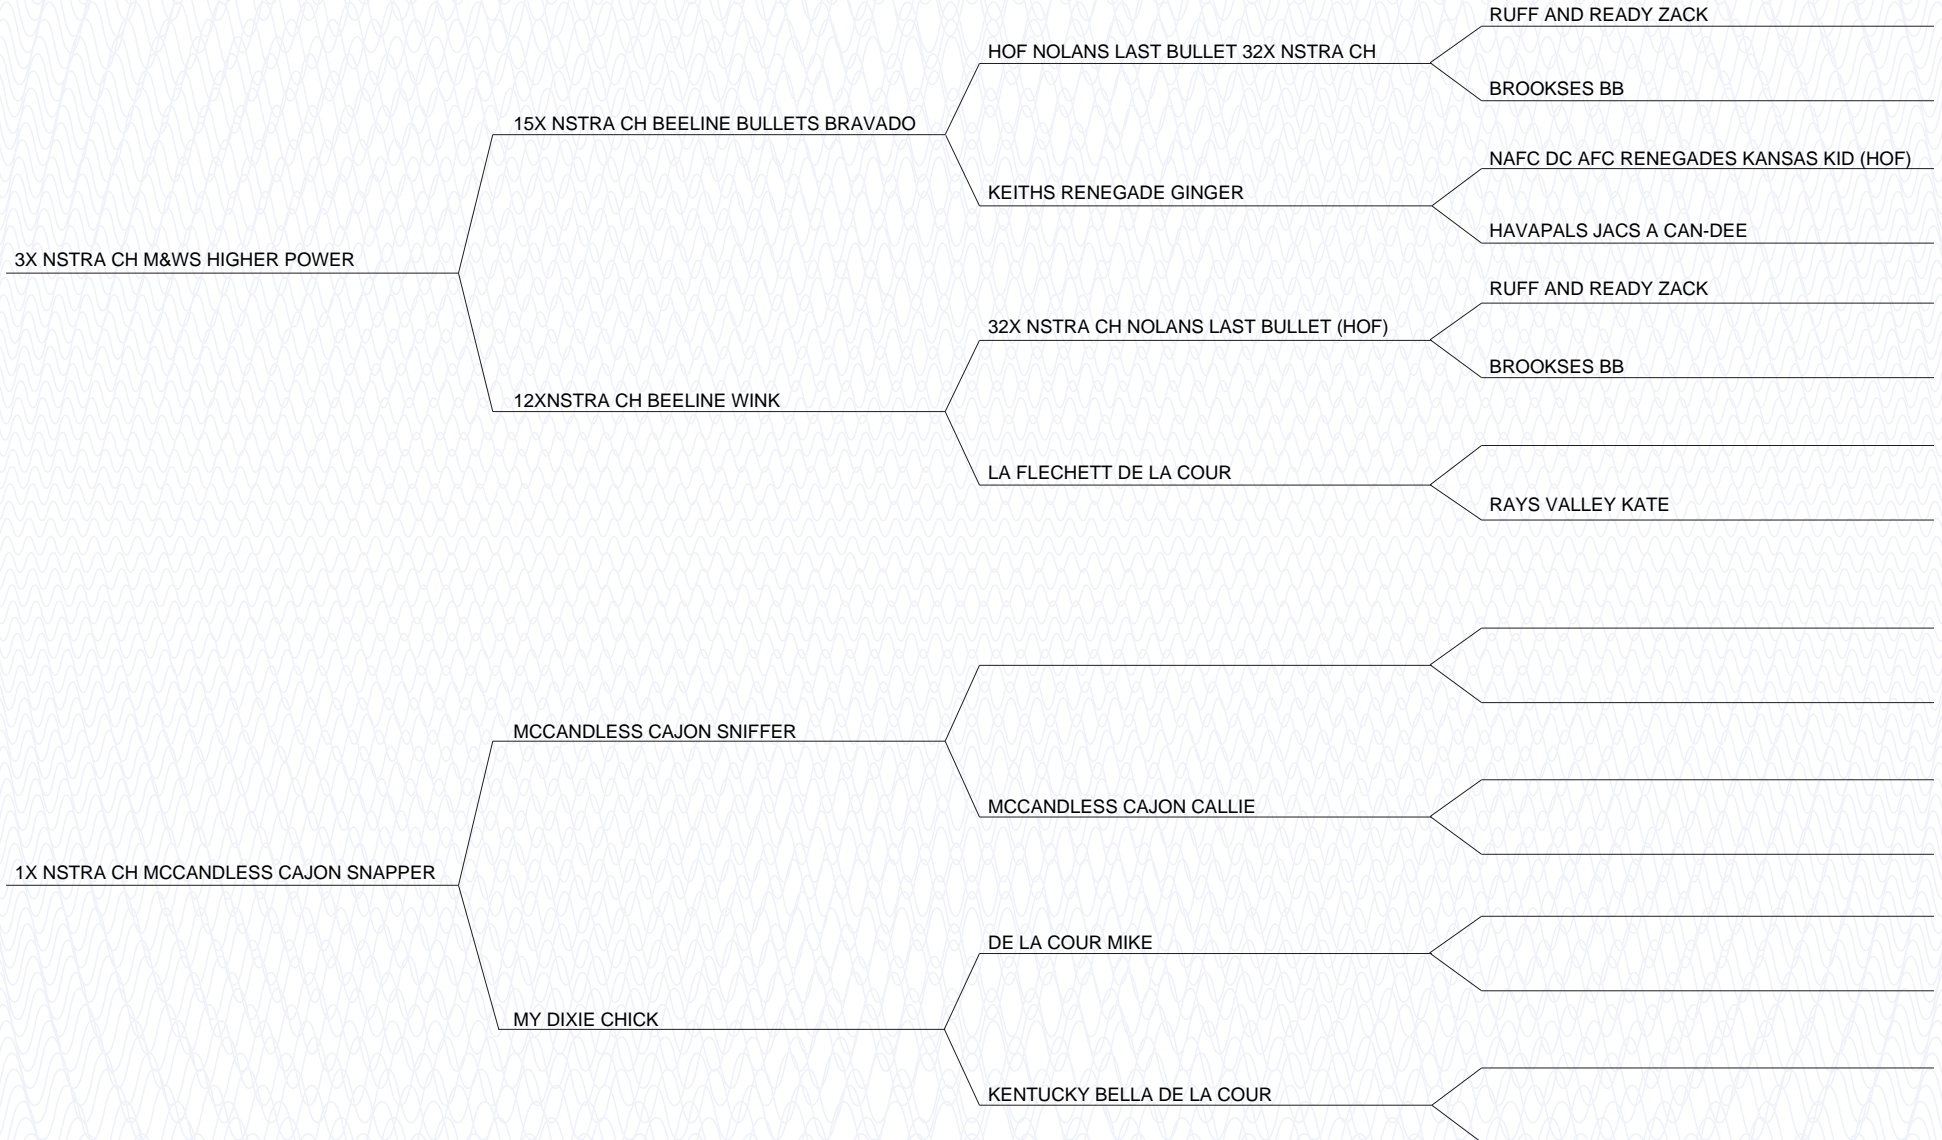 RUFF AND READY ZACK
HOF NOLANS LAST BULLET 32X NSTRA CH
BROOKSES BB
15X NSTRA CH BEELINE BULLETS BRAVADO
NAFC DC AFC RENEGADES KANSAS KID (HOF)
KEITHS RENEGADE GINGER
HAVAPALS JACS A CAN-DEE
3X NSTRA CH M&WS HIGHER POWER
RUFF AND READY ZACK
32X NSTRA CH NOLANS LAST BULLET (HOF)
BROOKSES BB
12XNSTRA CH BEELINE WINK
LA FLECHETT DE LA COUR
RAYS VALLEY KATE
MCCANDLESS CAJON SNIFFER
MCCANDLESS CAJON CALLIE
1X NSTRA CH MCCANDLESS CAJON SNAPPER
DE LA COUR MIKE
MY DIXIE CHICK
KENTUCKY BELLA DE LA COUR